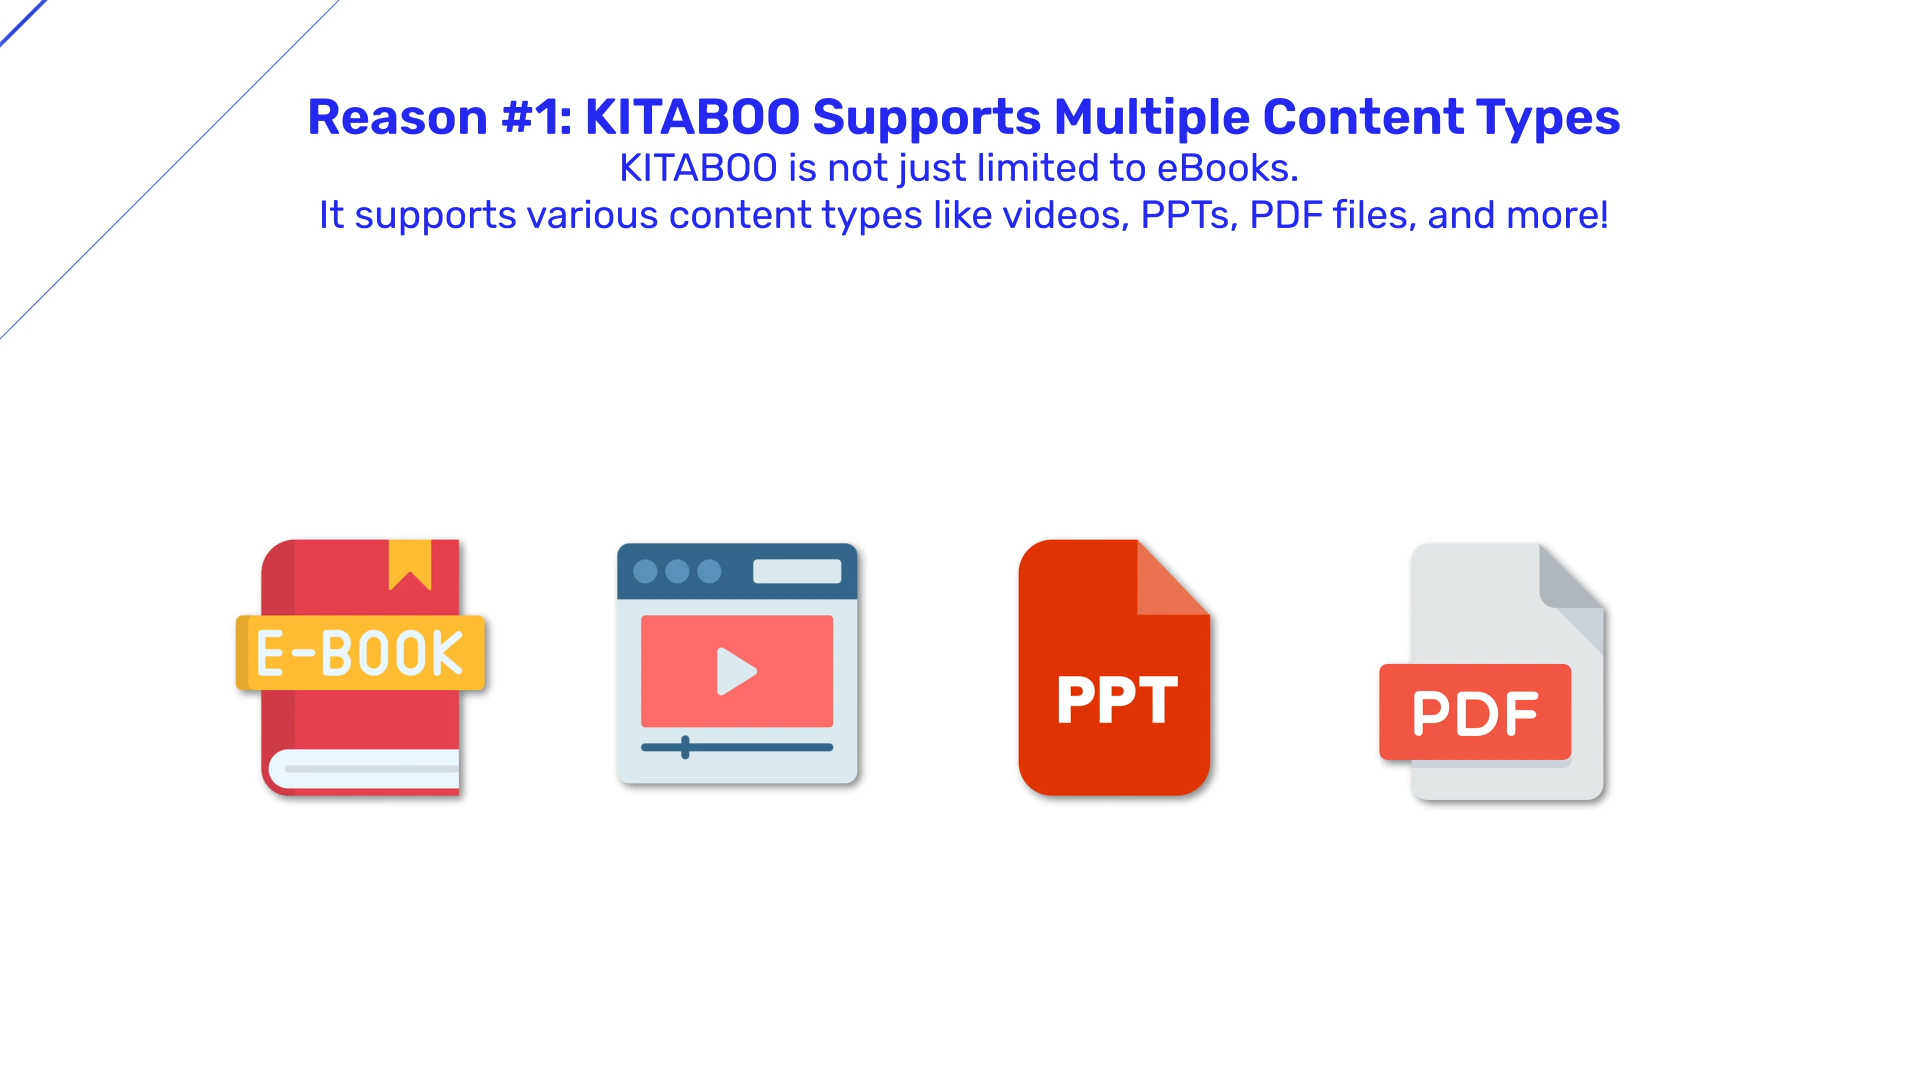 Reason #1: KITABOO Supports Multiple Content Types
KITABOO is not just limited to eBooks.
It supports various content types like videos, PPTs, PDF files, and more!
E-BOOK
PPT
PDF